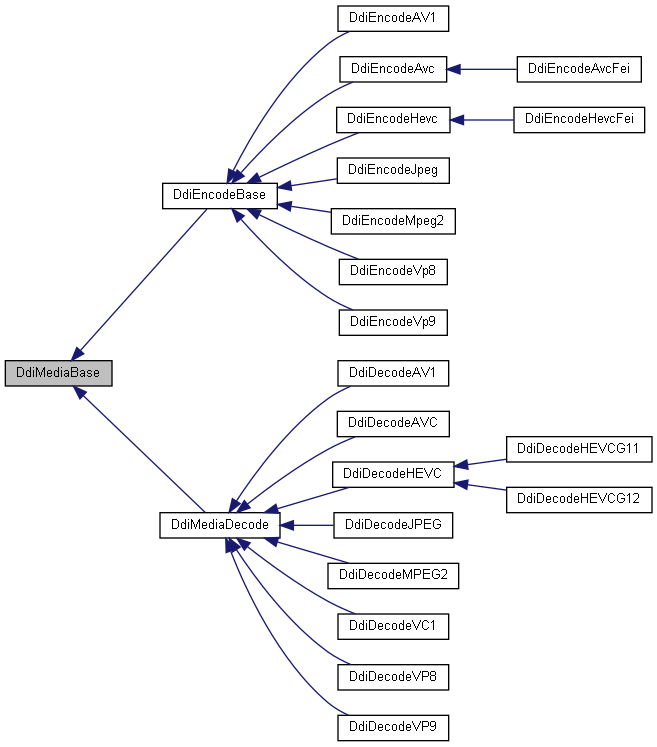 DdiEncodeAV1
DdiEncodeAvc
DdiEncodeAvcFei
DdiEncodeHevc
DdiEncodeHevcFei
DdiEncodeJpeg
DdiEncodeBase
DdiEncodeMpeg2
DdiEncodeVp8
DdiEncodeVp9
DdiMediaBase
DdiDecodeAV1
DdiDecodeAVC
DdiDecodeHEVCG11
DdiDecodeHEVC
DdiDecodeHEVCG12
DdiMediaDecode
DdiDecodeJPEG
DdiDecodeMPEG2
DdiDecodeVC1
DdiDecodeVP8
DdiDecodeVP9